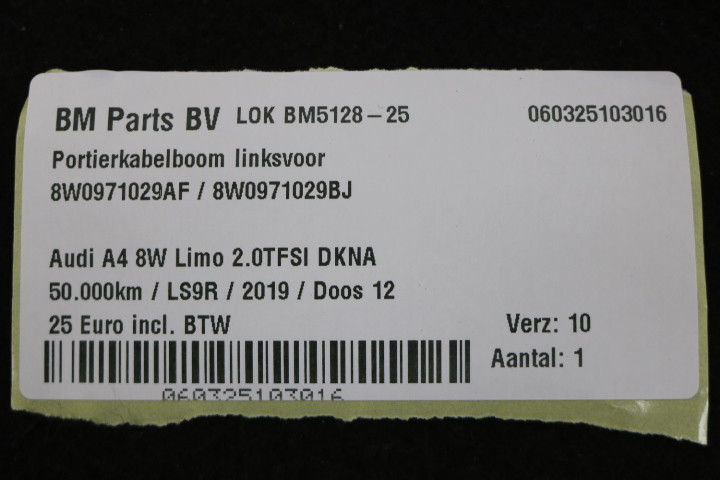 BM Parts BV LOK BM5128-25 060325103016
Portierkabelboom linksvoor
8W0971029AF / 8W0971029BJ
Audi A4 8W Limo 2.0TFSI DKNA
50.000km / LS9R / 2019 / Doos 12
25 Euro incl. BTW Verz: 10
Aantal: 1
060325103016